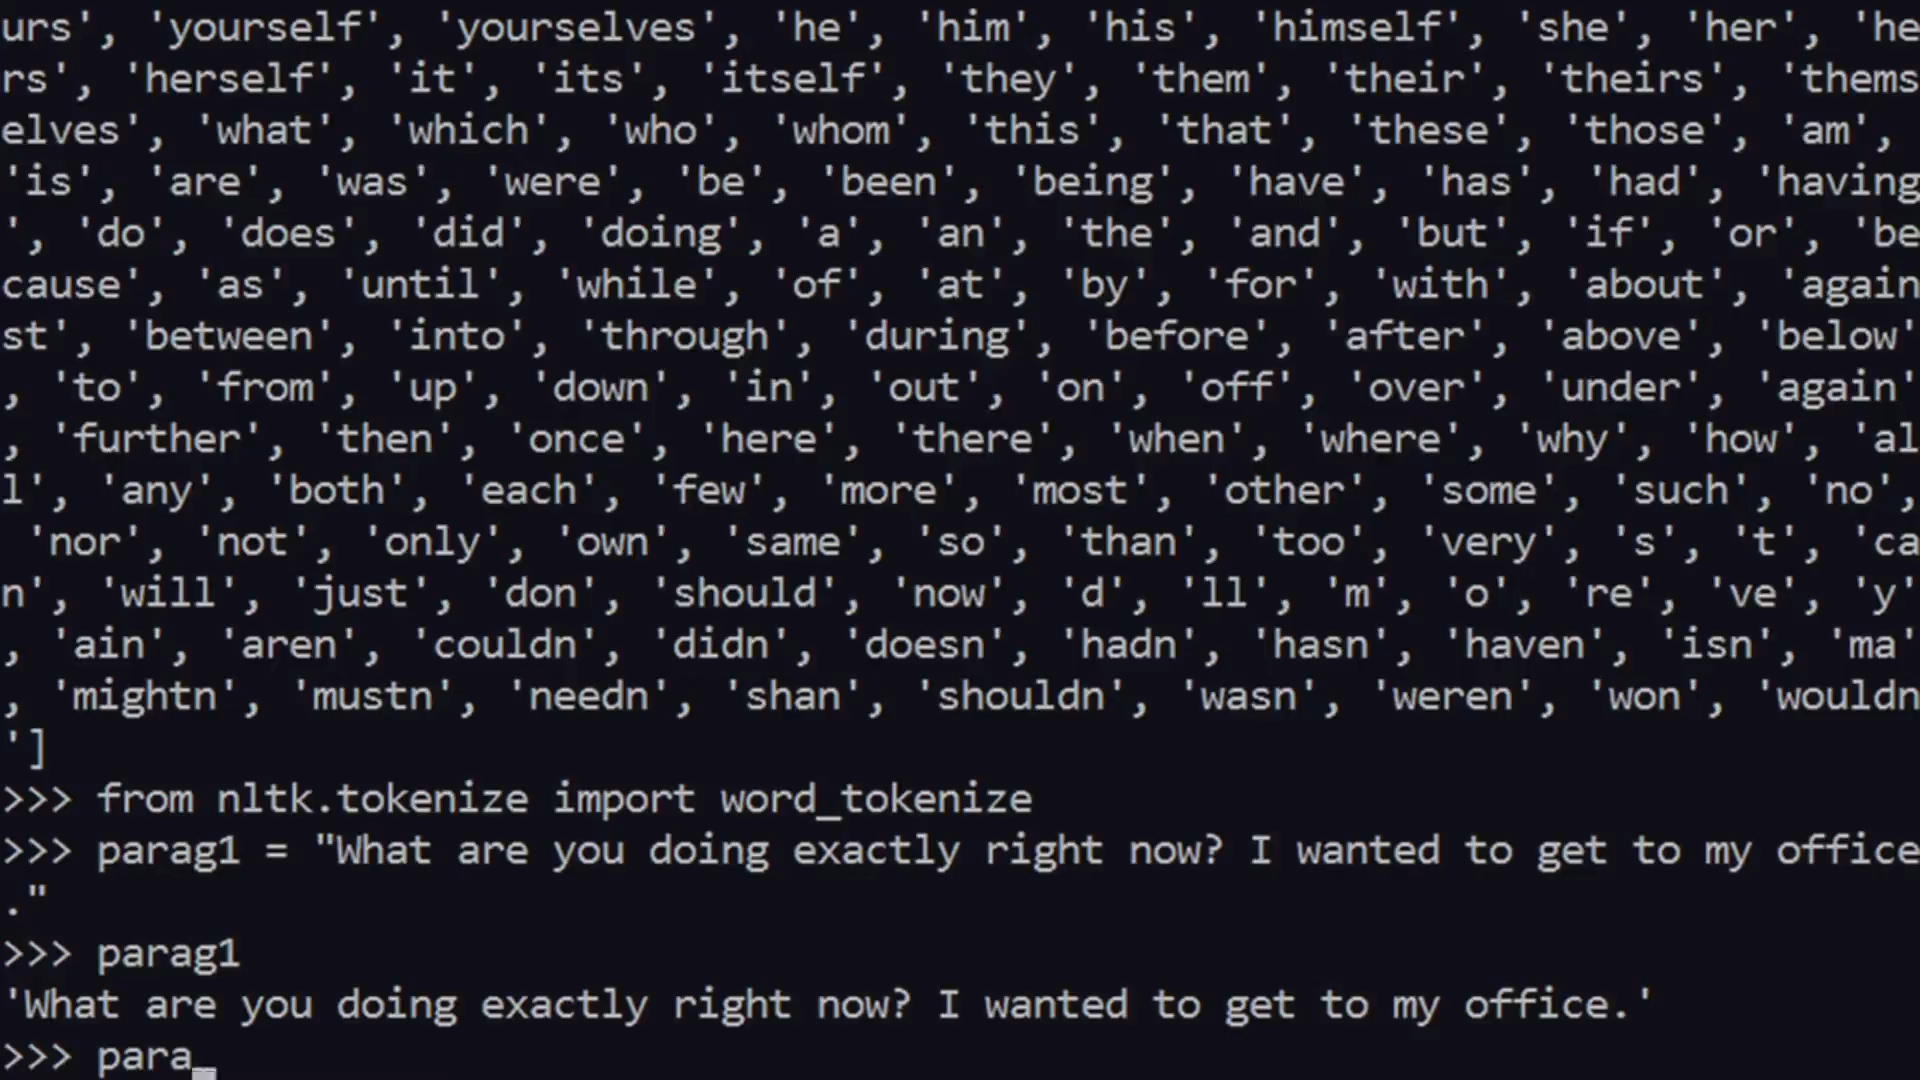 urs', 'yourself', 'yourselves', 'he', 'him', 'his', 'himself', 'she', 'her', 'he
rs', 'herself', 'it', 'its', 'itself', 'they', 'them', 'their', 'theirs', 'thems
elves', 'what', 'which', 'who', 'whom', 'this', 'that', 'these', 'those', 'am',
'is', 'are', 'was', 'were', 'be', 'been', 'being', 'have', 'has', 'had', 'having
', 'do', 'does', 'did', 'doing', 'a', 'an', 'the', 'and', 'but', 'if', 'or', 'be
cause', 'as', 'until', 'while', 'of', 'at', 'by', 'for', 'with', 'about', 'again
st', 'between', 'into', 'through', 'during', 'before', 'after', 'above', 'below'
, 'to', 'from', 'up', 'down', 'in', 'out', 'on', 'off', 'over', 'under', 'again'
, 'further', 'then', 'once', 'here', 'there', 'when', 'where', 'why', 'how', 'al
l', 'any', 'both', 'each', 'few', 'more', 'most', 'other', 'some', 'such', 'no',
'nor', 'not', 'only', 'own', 'same', 'so', 'than', 'too', 'very', 's', 't', 'ca
n', 'will', 'just', 'don', 'should', 'now', 'd', 'll', 'm', 'o', 're', 've', 'y'
, 'ain', 'aren', 'couldn', 'didn', 'doesn', 'hadn', 'hasn', 'haven', 'isn', 'ma'
, 'mightn', 'mustn', 'needn', 'shan', 'shouldn', 'wasn', 'weren', 'won', 'wouldn
']
>>> from nltk.tokenize import word_tokenize
>>> parag1 = "What are you doing exactly right now? I wanted to get to my office
."
>>> parag1
'What are you doing exactly right now? I wanted to get to my office.'
>>> para